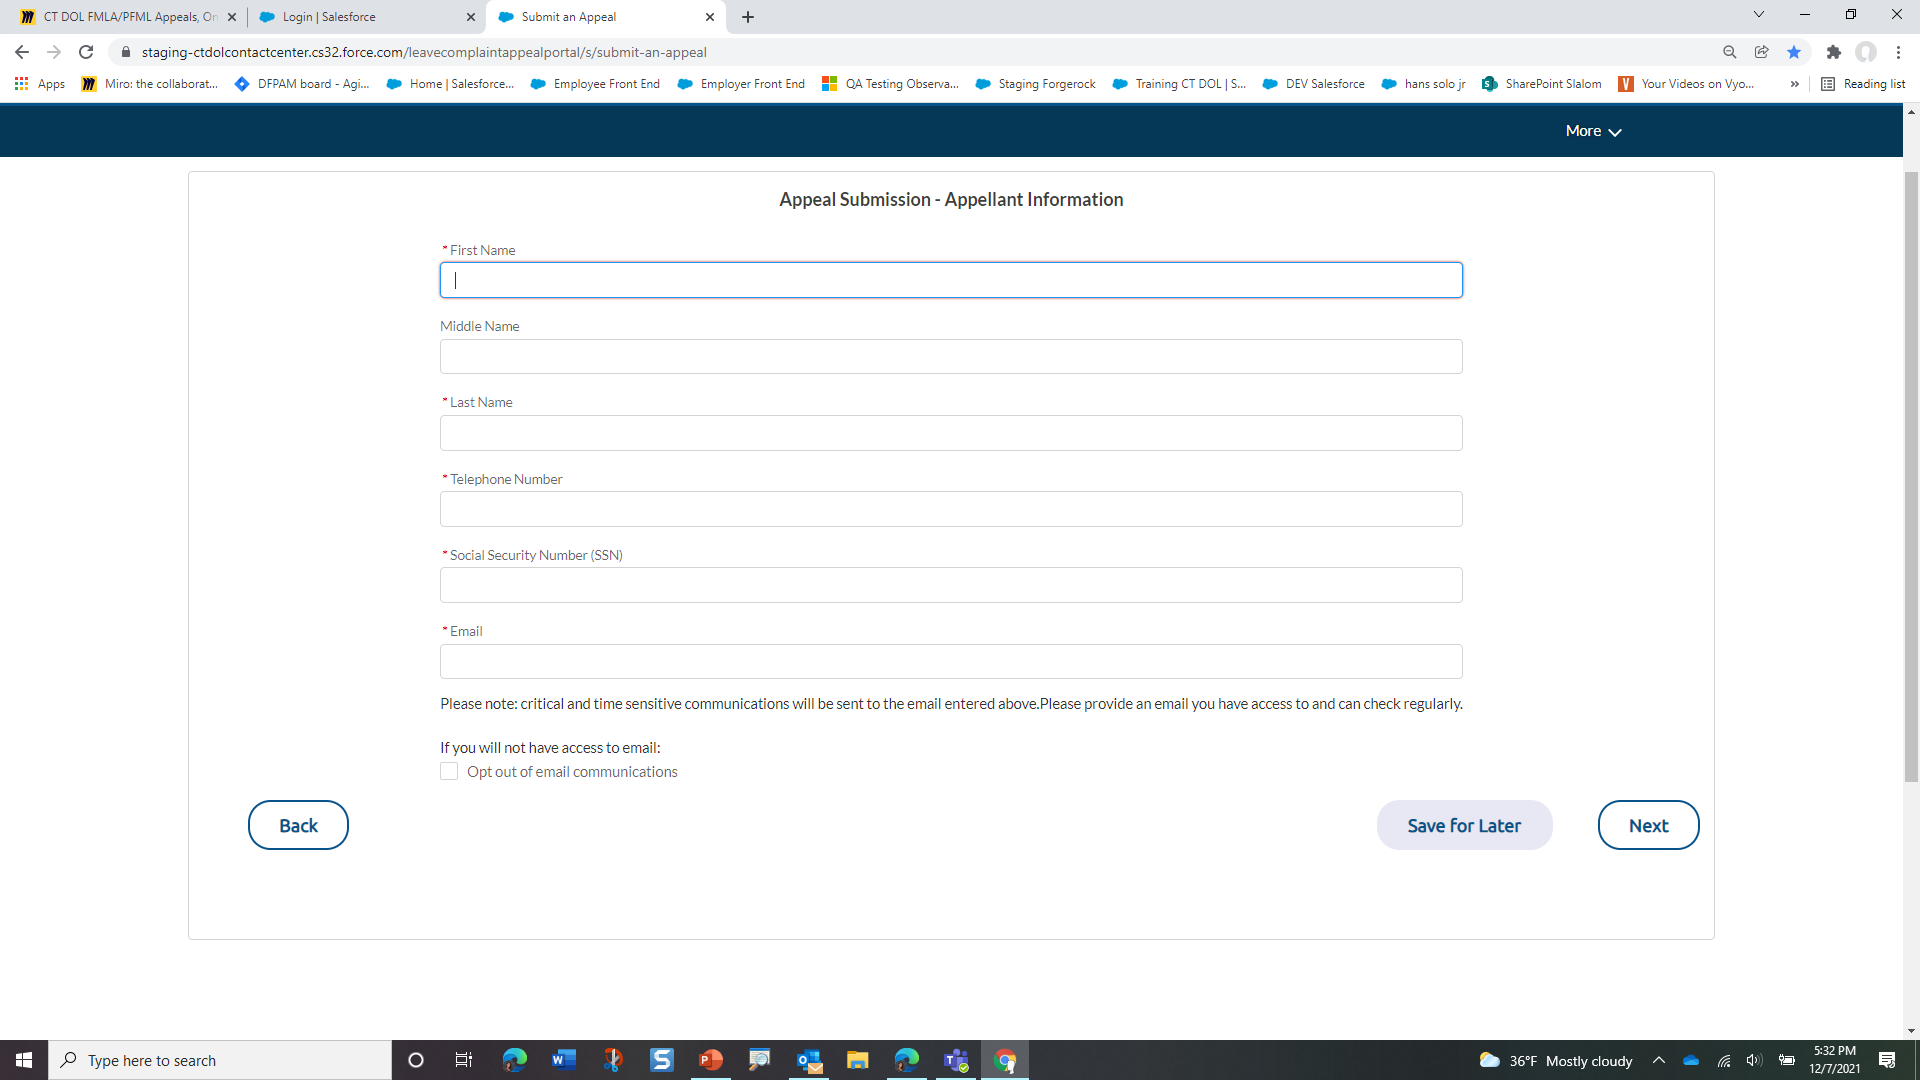 CT DOL FMLA/PFML Appeals, On
Login | Salesforce
Submit an Appeal
staging-ctdolcontactcenter.cs32.force.com/leavecomplaintappealportal/s/submit-an-appeal
Apps
Miro: the collaborat...
DFPAM board - Agi...
Home | Salesforce...
Employee Front End
Employer Front End
QA Testing Observa...
Staging Forgerock
Training CT DOL | S...
DEV Salesforce
hans solo jr
SharePoint Slalom
Your Videos on Vyo...
»
Reading list
More
Appeal Submission - Appellant Information
* First Name
Middle Name
* Last Name
* Telephone Number
* Social Security Number (SSN)
* Email
Please note: critical and time sensitive communications will be sent to the email entered above.Please provide an email you have access to and can check regularly.
If you will not have access to email:
Opt out of email communications
Back
Save for Later
Next
Type here to search
36°F Mostly cloudy
5:32 PM
12/7/2021